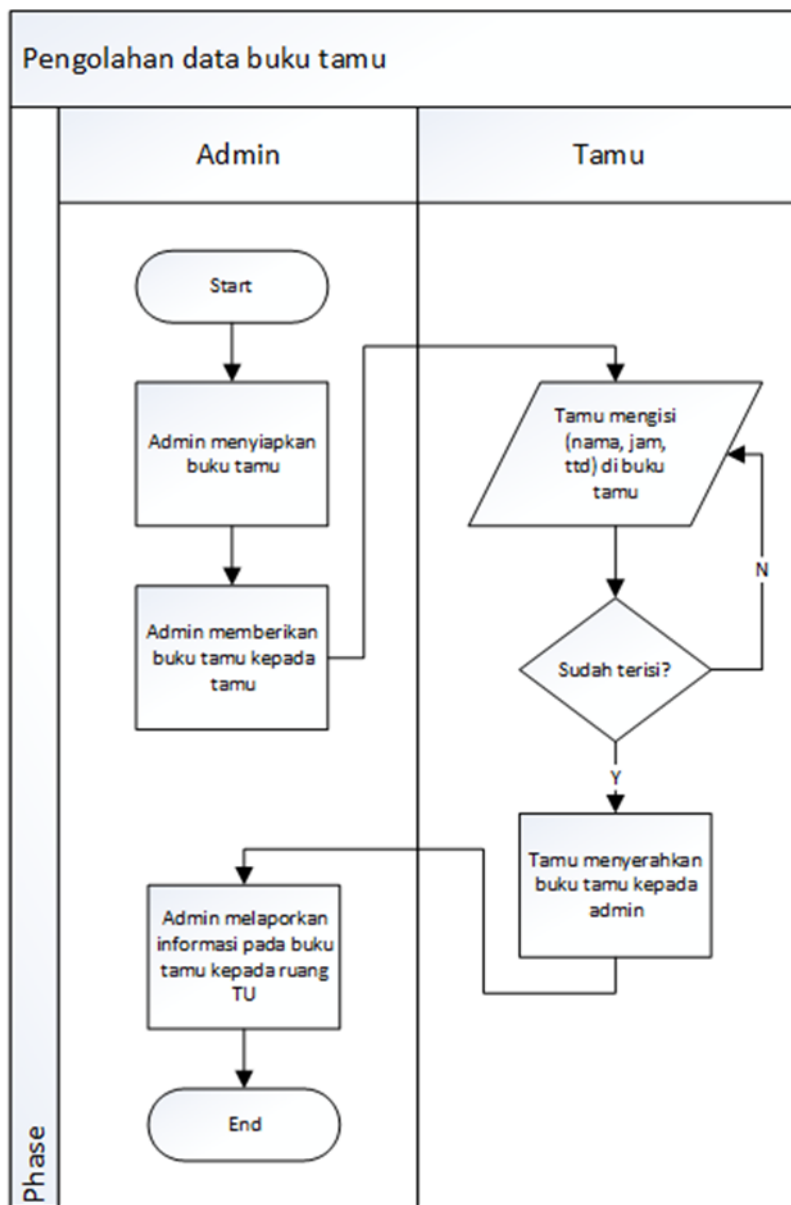 Pengolahan data buku tamu
Admin
Tamu
Start
Admin menyiapkan
buku tamu
Admin memberikan
buku tamu kepada
tamu
Tamu mengisi
(nama, jam,
ttd) di buku
tamu
N
Sudah terisi?
Y
Tamu menyerahkan
buku tamu kepada
admin
Admin melaporkan
informasi pada buku
tamu kepada ruang
TU
End
Phase